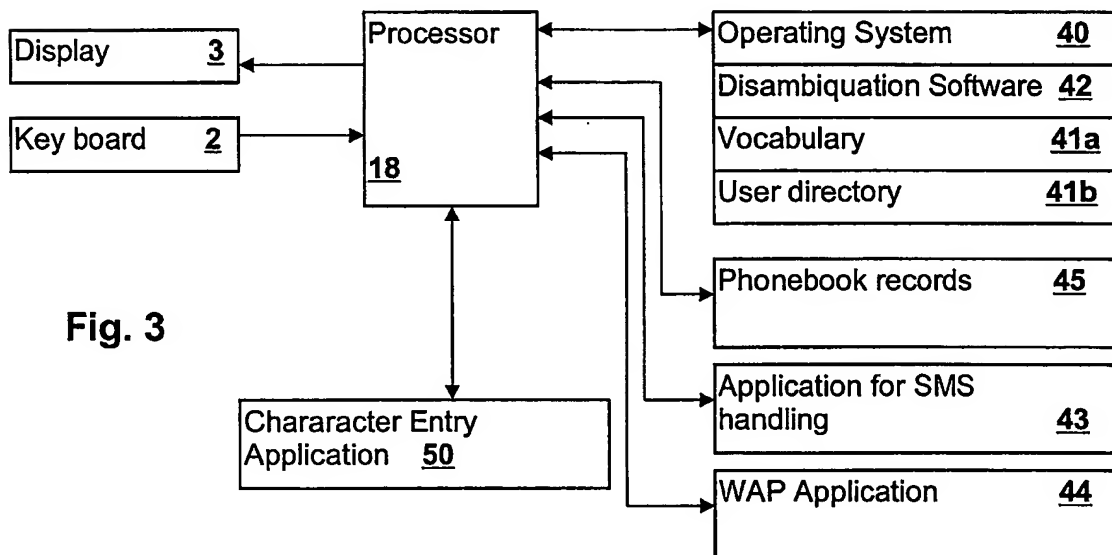 Display 3
Key board 2
Processor
18
Operating System 40
Disambiquation Software 42
Vocabulary 41a
User directory 41b
Phonebook records 45
Application for SMS
handling 43
WAP Application 44
Chararacter Entry
Application 50
Fig. 3